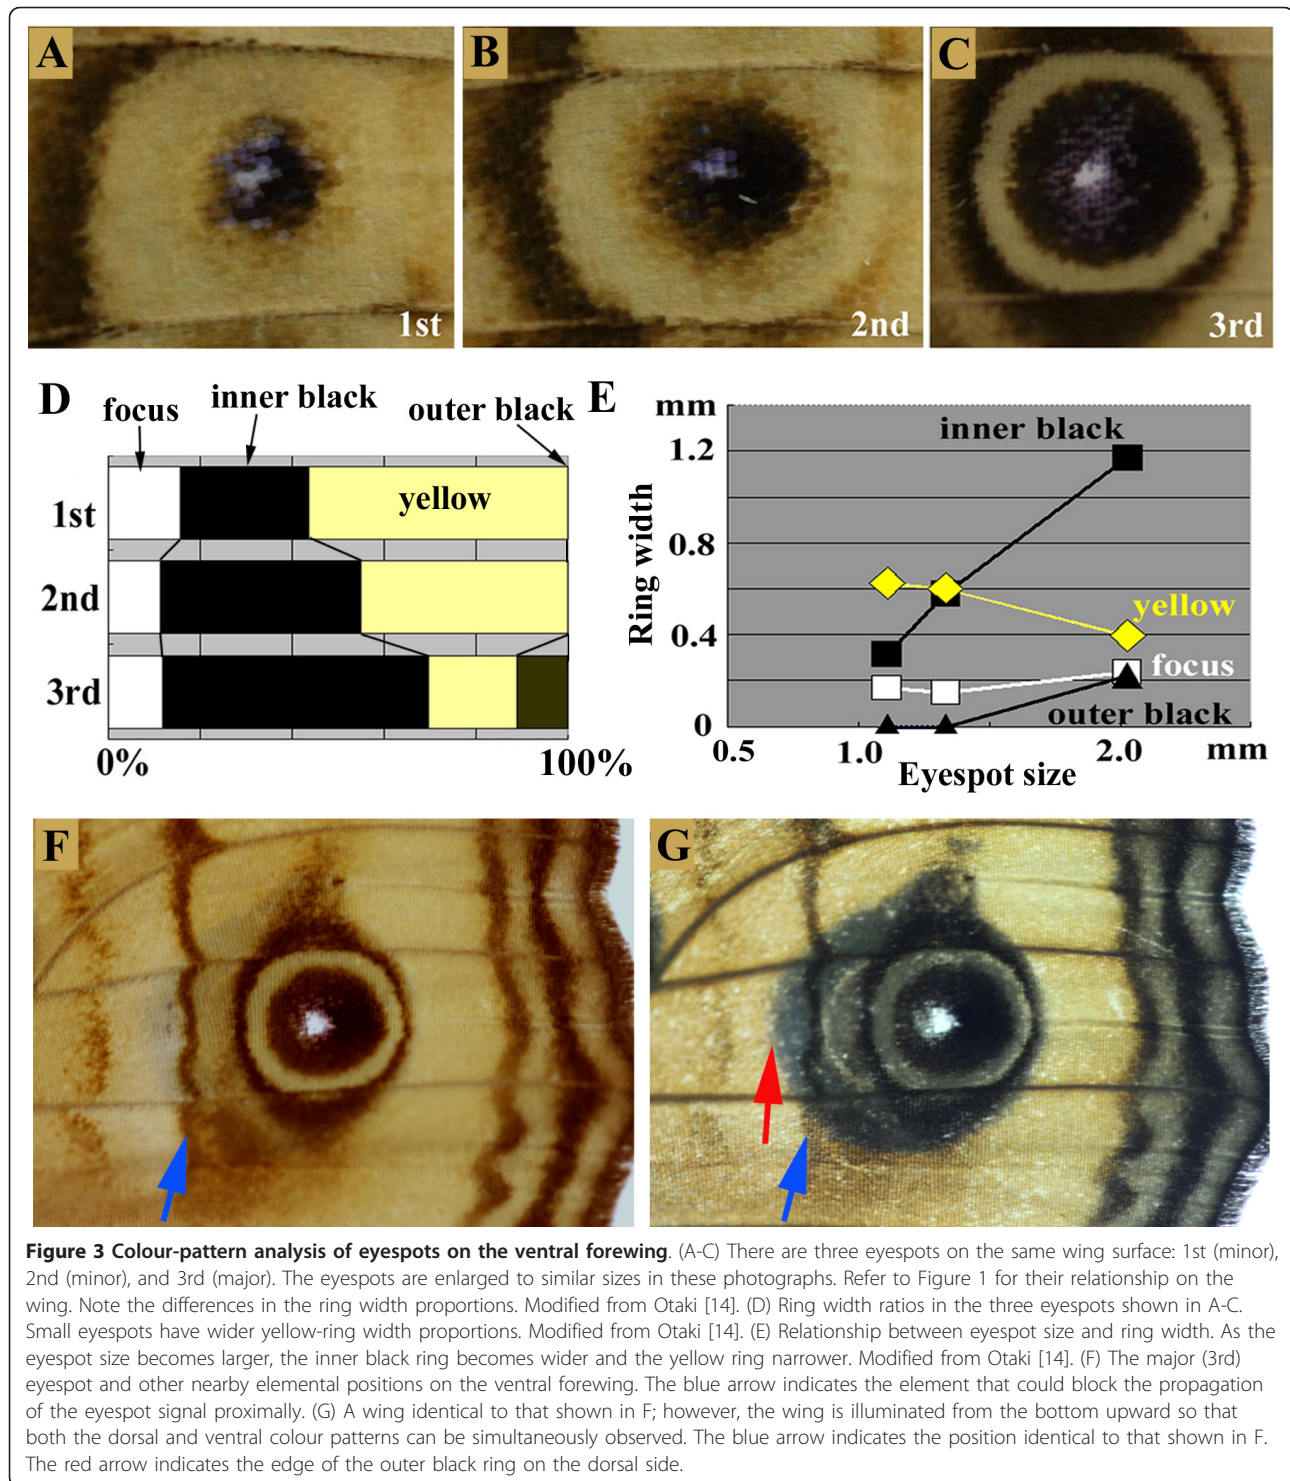 A
B
C
1st
2nd
3rd
D
focus
inner black
outer black
1st
yellow
2nd
3rd
0%
100%
E
mm
inner black
1.2
0.8
Ring width
yellow
0.4
focus
outer black
0
0.5
1.0
2.0
mm
Eyespot size
F
G
Figure 3 Colour-pattern analysis of eyespots on the ventral forewing. (A-C) There are three eyespots on the same wing surface: 1st (minor),
2nd (minor), and 3rd (major). The eyespots are enlarged to similar sizes in these photographs. Refer to Figure 1 for their relationship on the
wing. Note the differences in the ring width proportions. Modified from Otaki [14]. (D) Ring width ratios in the three eyespots shown in A-C.
Small eyespots have wider yellow-ring width proportions. Modified from Otaki [14]. (E) Relationship between eyespot size and ring width. As the
eyespot size becomes larger, the inner black ring becomes wider and the yellow ring narrower. Modified from Otaki [14]. (F) The major (3rd)
eyespot and other nearby elemental positions on the ventral forewing. The blue arrow indicates the element that could block the propagation
of the eyespot signal proximally. (G) A wing identical to that shown in F; however, the wing is illuminated from the bottom upward so that
both the dorsal and ventral colour patterns can be simultaneously observed. The blue arrow indicates the position identical to that shown in F.
The red arrow indicates the edge of the outer black ring on the dorsal side.